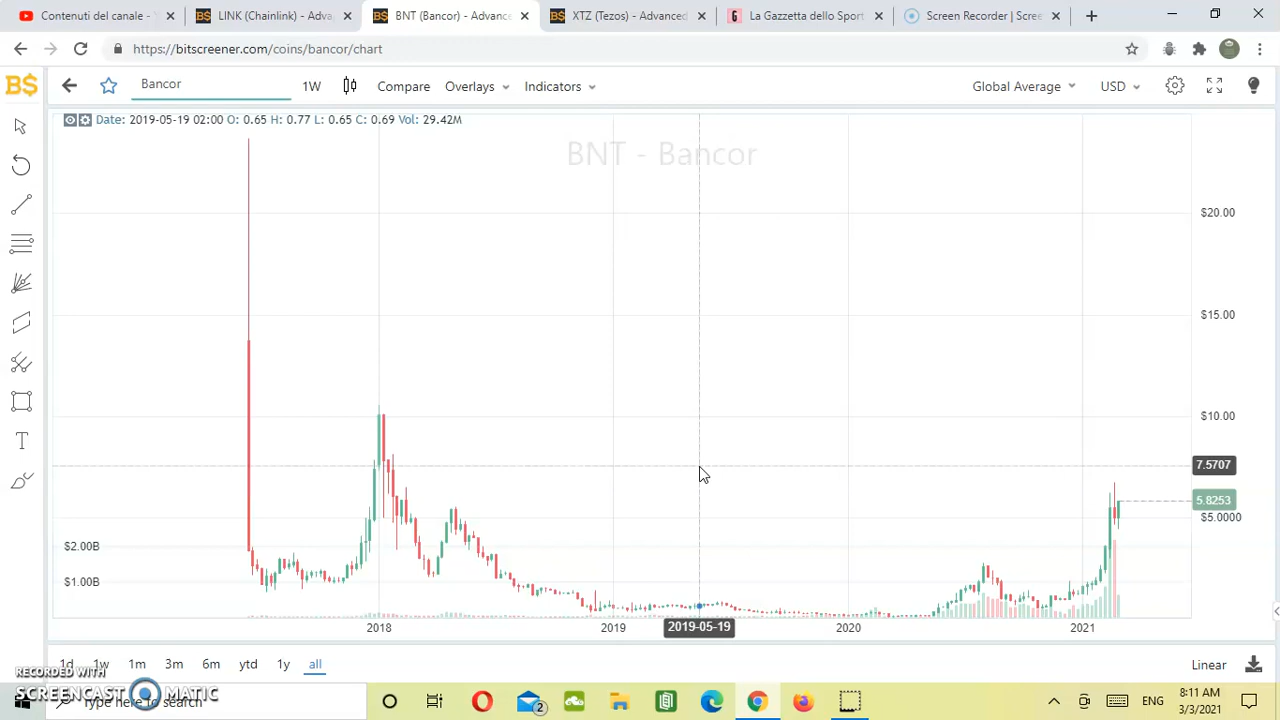 Contenuti del canale -
LINK (Chainlink) - Adva
BNT (Bancor) - Advance
XTZ (Tezos) - Advanced
La Gazzetta dello Sport
Screen Recorder | Scree
https://bitscreener.com/coins/bancor/chart
B$
Bancor
1W
Compare
Overlays
Indicators
Global Average
USD
Date: 2019-05-19 02:00 O: 0.65 H: 0.77 L: 0.65 C: 0.69 Vol: 29.42M
BNT - Bancor
$20.00
$15.00
$10.00
7.5707
5.8253
$5.0000
$2.00B
$1.00B
2018
2019
2019-05-19
2020
2021
T
1d
1w
1m
3m
6m
ytd
1y
all
Linear
RECORDED WITH
SCREENCAST MATIC
Type here to search
2
ENG
8:11 AM
3/3/2021